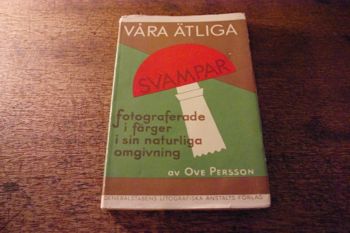 VÅRA ÄTLIGA
SVAMPAR
fotograferade
i färger
i sin naturliga
omgivning
av OVE PERSSON
GENERALSTABENS LITOGRAFISKA ANSTALTS FÖRLAG